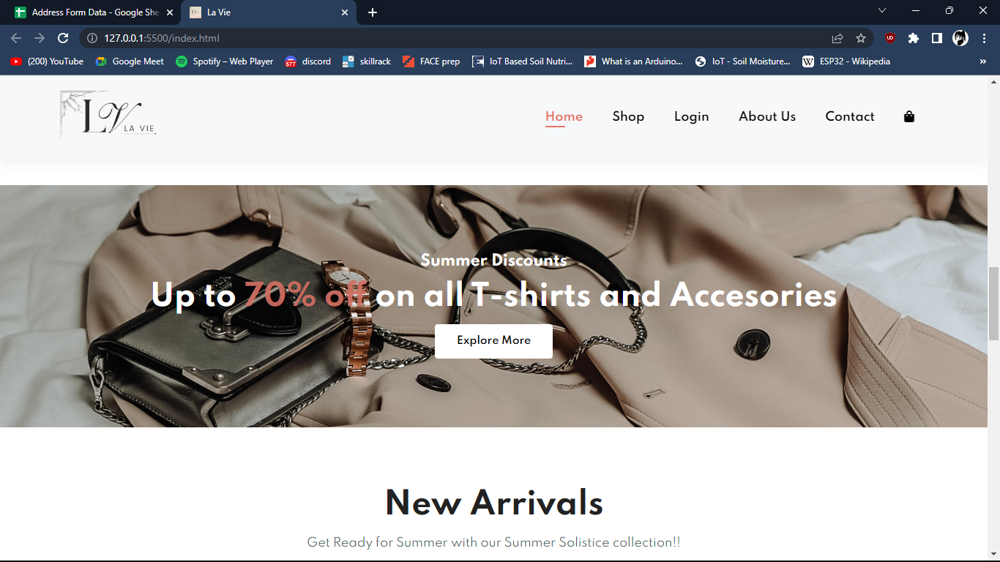 Address Form Data - Google She
La Vie
127.0.0.1:5500/index.html
(200) YouTube
Google Meet
Spotify – Web Player
577
discord
skillrack
FACE prep
IoT Based Soil Nutri...
What is an Arduino...
IoT - Soil Moisture...
W
ESP32 - Wikipedia
»
LV
LA VIE.
Home
Shop
Login
About Us
Contact
Summer Discounts
Up to 70% off on all T-shirts and Accesories
Explore More
New Arrivals
Get Ready for Summer with our Summer Solistice collection!!